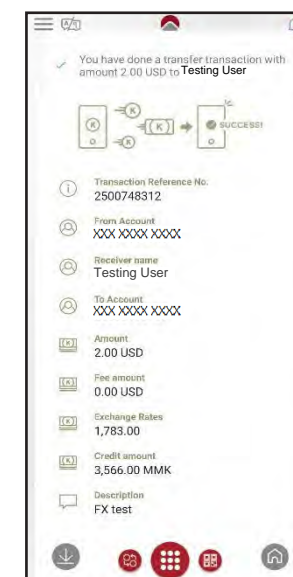 You have done a transfer transaction with
amount 2.00 USD to Testing User
SUCCESS!
Transaction Reference No.
2500748312
From Account
XXX XXXX XXXX
Receiver name
Testing User
To Account
XXX XXXX XXXX
Amount
2.00 USD
Fee amount
0.00 USD
Exchange Rates
1,783.00
Credit amount
3,566.00 MMK
Description
FX test